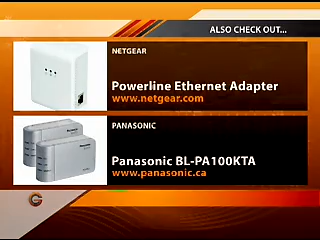 ALSO CHECK OUT...
NETGEAR
Powerline Ethernet Adapter
www.netgear.com
PANASONIC
Panasonic BL-PA100KTA
www.panasonic.ca